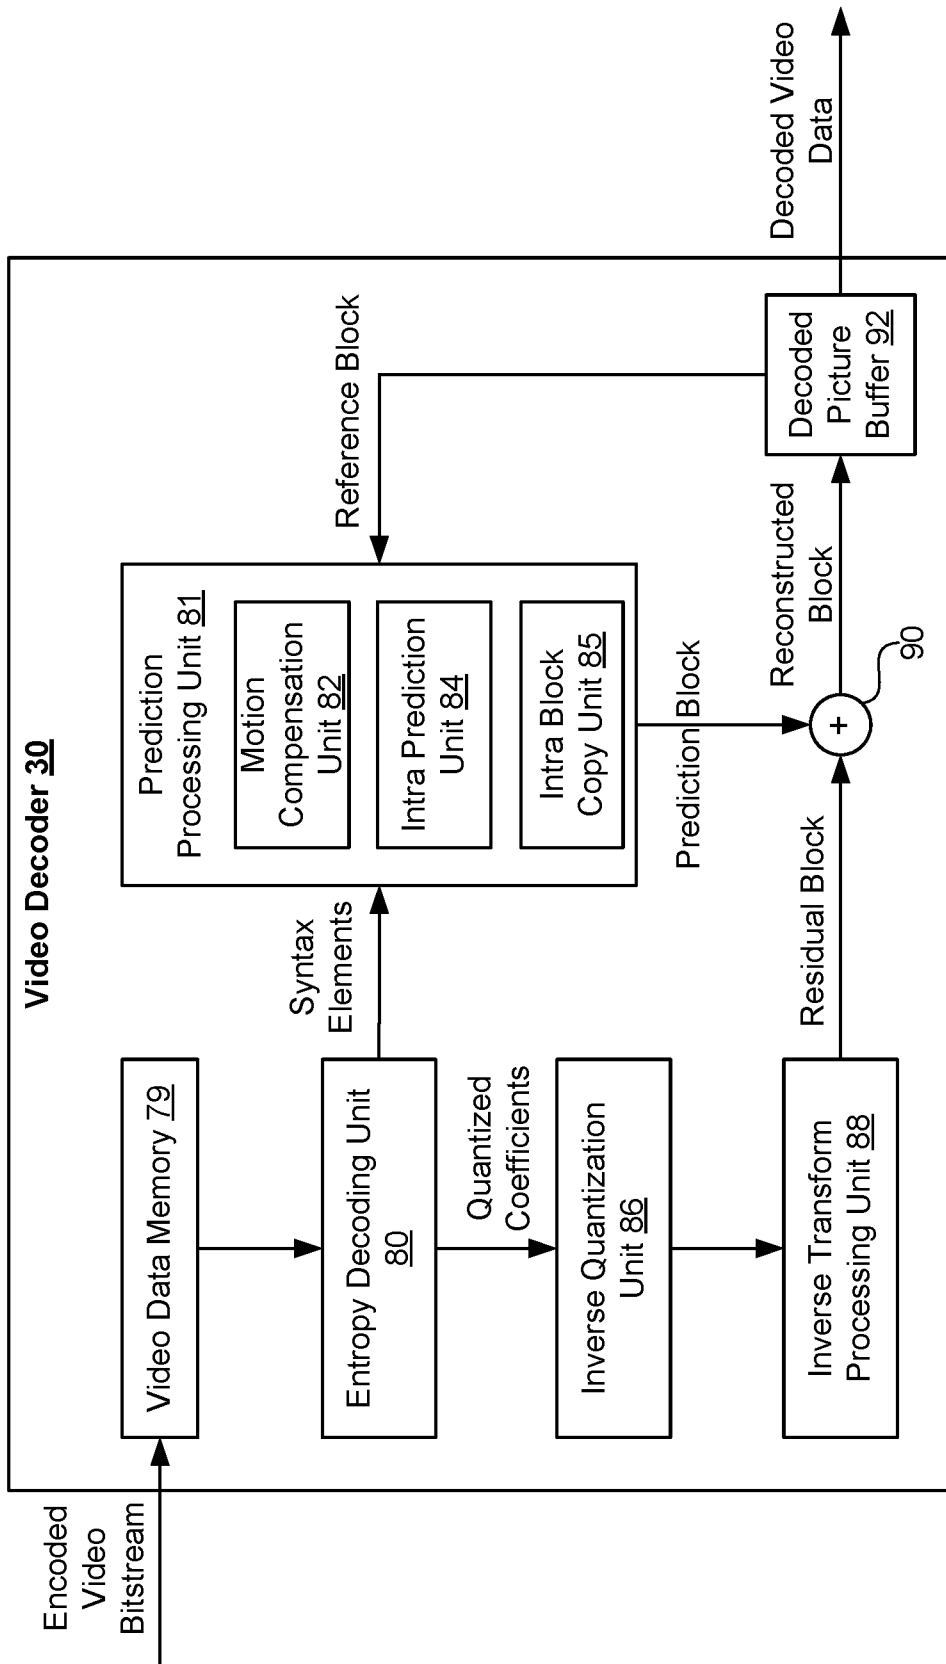 Video Decoder 30
Encoded
Video
Bitstream
Video Data Memory 79
Entropy Decoding Unit
80
Syntax
Elements
Quantized
Coefficients
Inverse Quantization
Unit 86
Inverse Transform
Processing Unit 88
Prediction
Processing Unit 81
Motion
Compensation
Unit 82
Intra Prediction
Unit 84
Intra Block
Copy Unit 85
Reference Block
Prediction Block
Residual Block
+
90
Reconstructed
Block
Decoded
Picture
Buffer 92
Decoded Video
Data